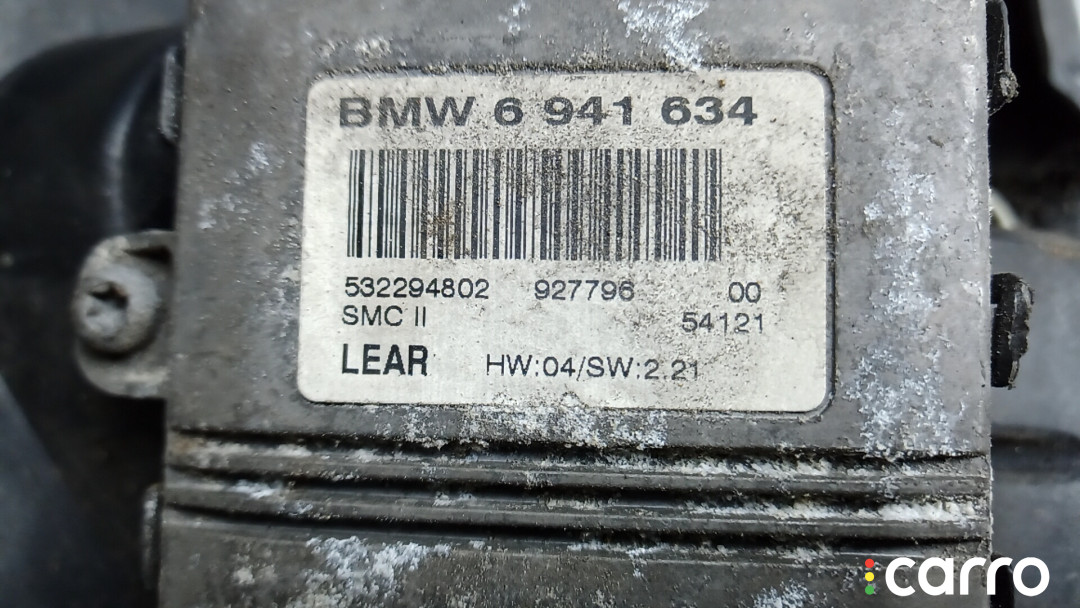 BMW 6 941 634
532294802 927796 00
SMC II 54121
LEAR HW:04/SW:2.21
carro